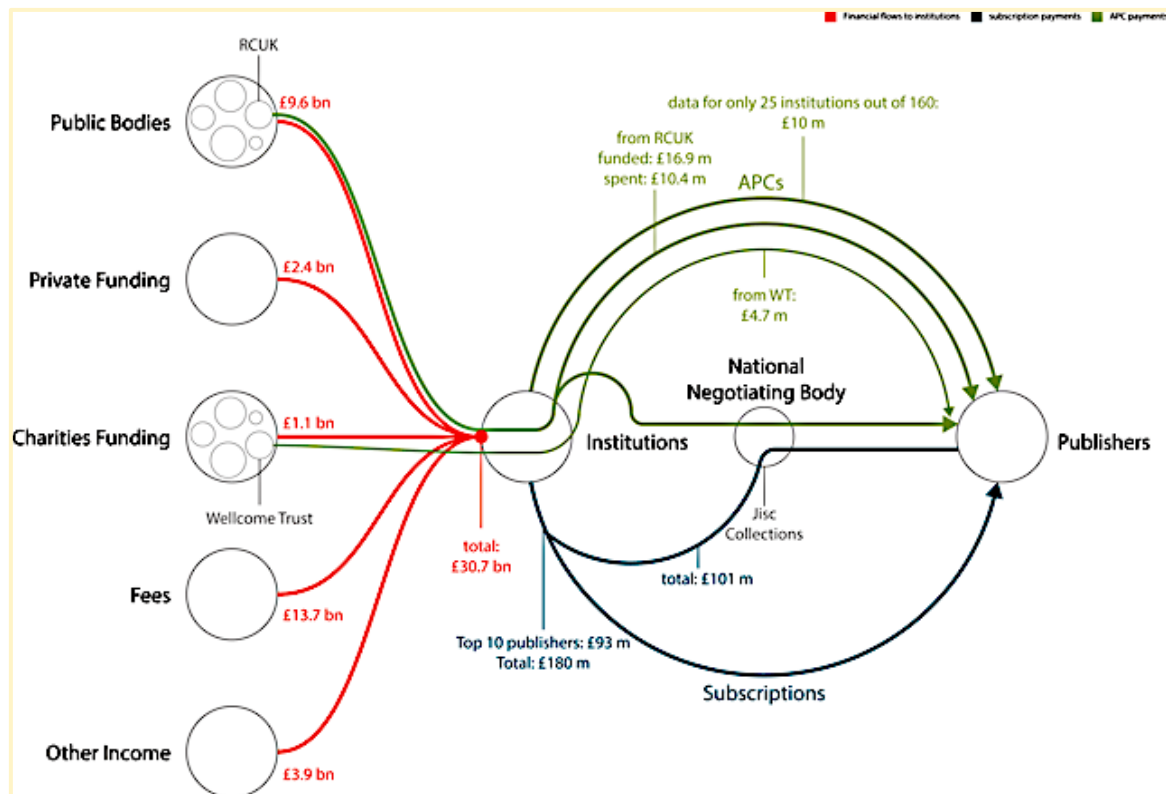 Financial flows to institutions
subscription payments
APC payments
RCUK
Public Bodies
£9.6 bn
data for only 25 institutions out of 160:
£10 m
from RCUK
funded: £16.9 m
spent: £10.4 m
APCs
Private Funding
£2.4 bn
from WT:
£4.7 m
National
Negotiating Body
Charities Funding
£1.1 bn
Institutions
Publishers
Wellcome Trust
Jisc
Collections
total:
£30.7 bn
total: £101 m
Fees
£13.7 bn
Top 10 publishers: £93 m
Total: £180 m
Subscriptions
Other Income
£3.9 bn